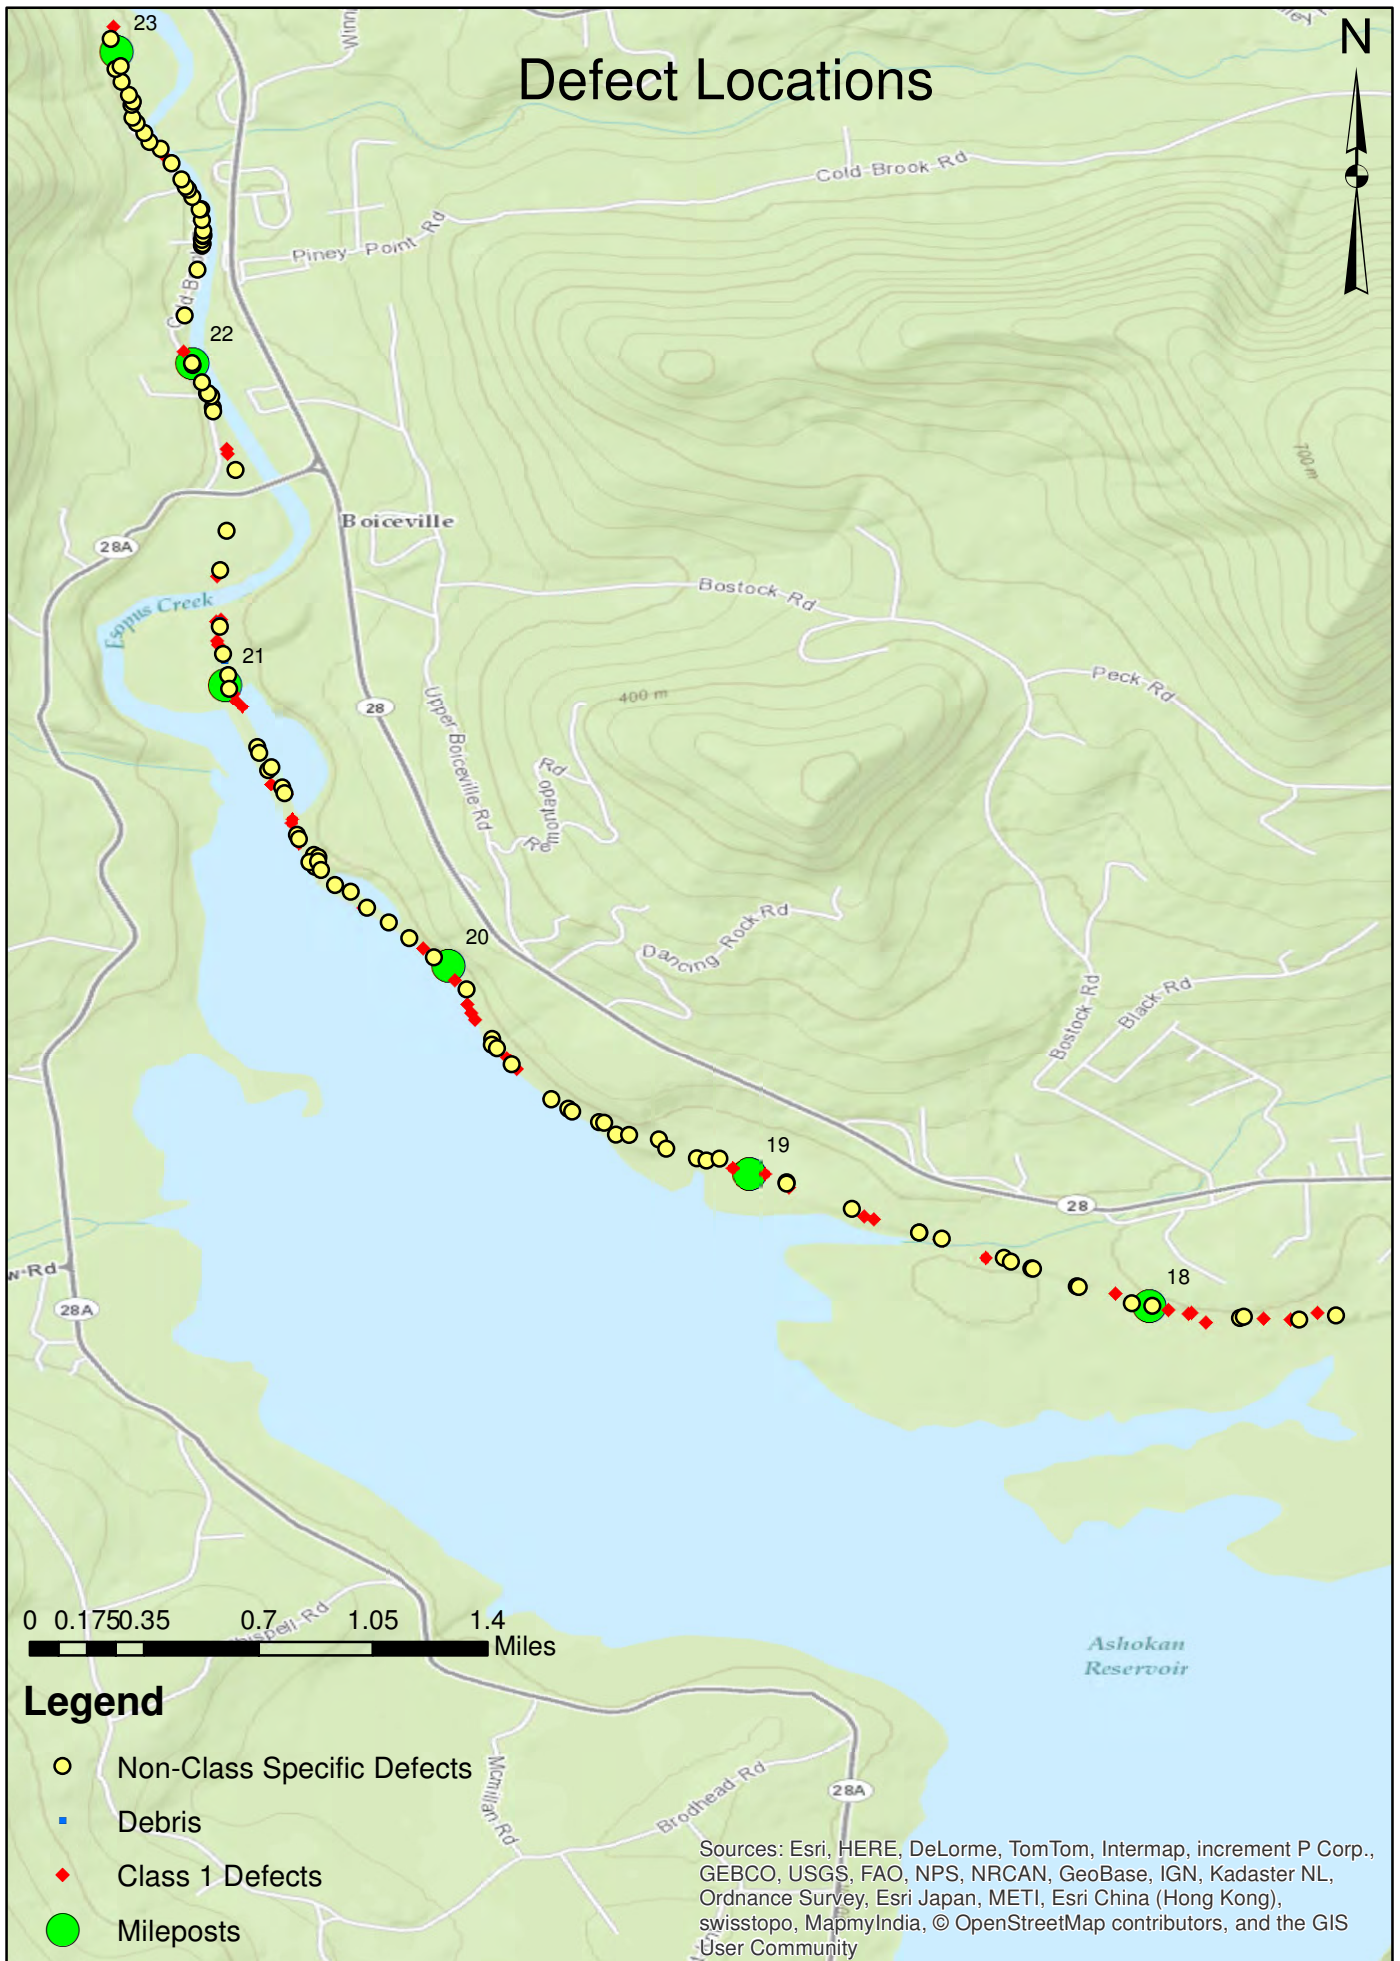 23
Winn
Defect Locations
N
Cold-Brook-Rd
Piney-Point-Rd
22
700 m
Boiceville
28A
Bostock-Rd
Esopus Creek
21
Peck-Rd
400 m
28
Upper-Boiceville-Rd
Rd
Dancing-Rock-Rd
20
Bostock-Rd
Black-Rd
19
28
w-Rd
18
28A
0 0.175 0.35 0.7 1.05 1.4
Miles
Ashokan
Reservoir
Legend
Non-Class Specific Defects
Debris
Class 1 Defects
Mileposts
Mcmillan-Rd
Brodhead-Rd
28A
Sources: Esri, HERE, DeLorme, TomTom, Intermap, increment P Corp.,
GEBCO, USGS, FAO, NPS, NRCAN, GeoBase, IGN, Kadaster NL,
Ordnance Survey, Esri Japan, METI, Esri China (Hong Kong),
swisstopo, MapmyIndia, © OpenStreetMap contributors, and the GIS
User Community